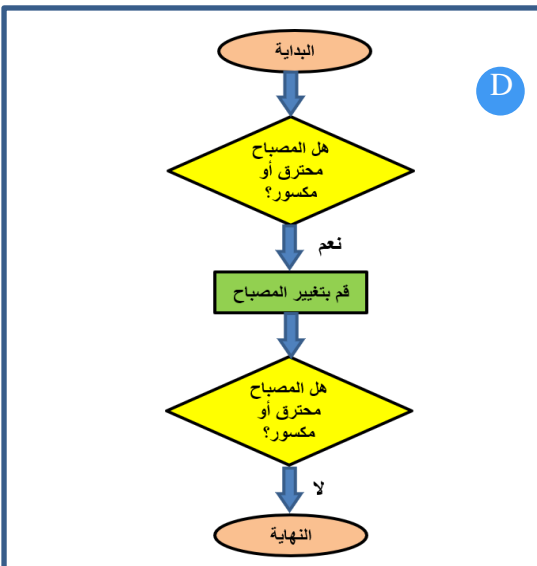 البداية
D
هل المصباح
محترق أو
مكسور؟
نعم
قم بتغيير المصباح
هل المصباح
محترق أو
مكسور؟
لا
النهاية